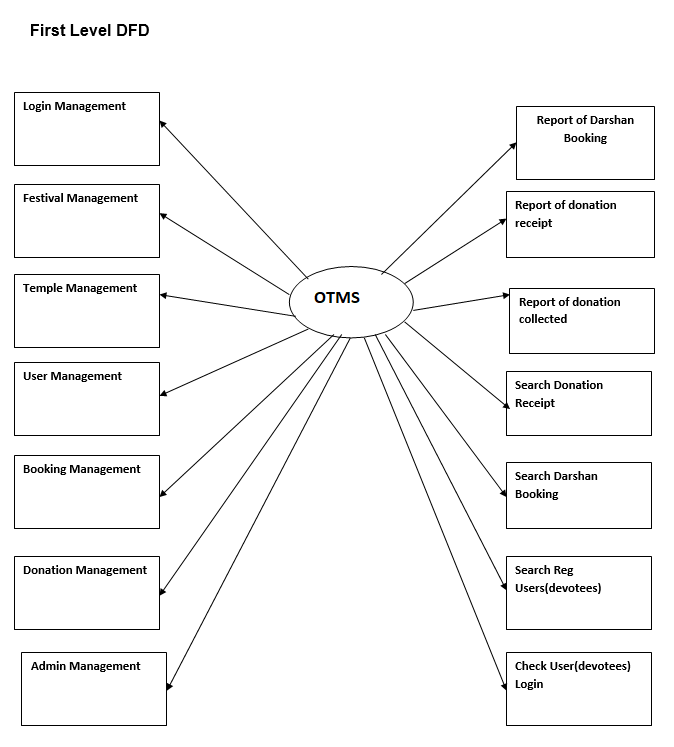 First Level DFD
Login Management
Festival Management
Temple Management
User Management
Booking Management
Donation Management
Admin Management
OTMS
Report of Darshan
Booking
Report of donation
receipt
Report of donation
collected
Search Donation
Receipt
Search Darshan
Booking
Search Reg
Users(devotees)
Check User(devotees)
Login